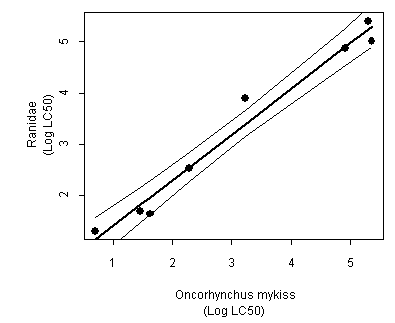 Ranidae
(Log LC50)
5
4
3
2
1 2 3 4 5
Oncorhynchus mykiss
(Log LC50)